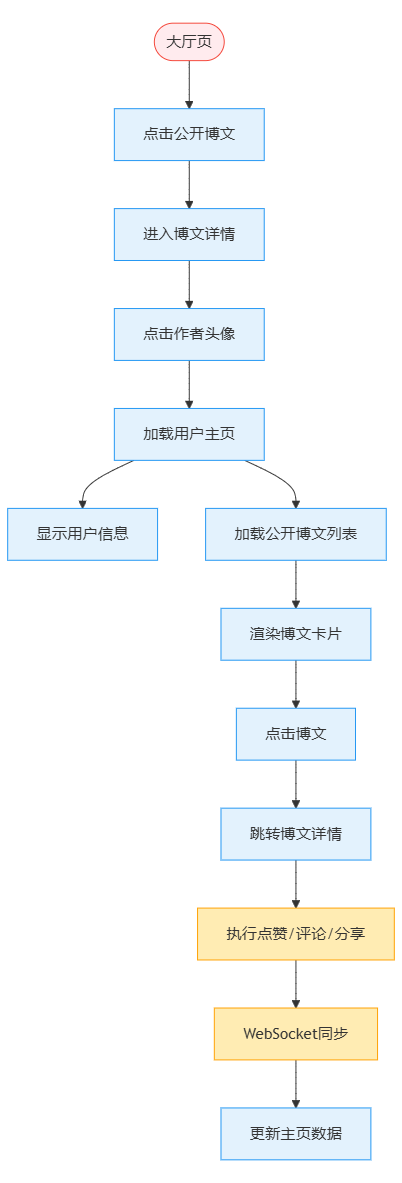 大厅页
点击公开博文
进入博文详情
点击作者头像
加载用户主页
显示用户信息
加载公开博文列表
渲染博文卡片
点击博文
跳转博文详情
执行点赞/评论/分享
WebSocket同步
更新主页数据